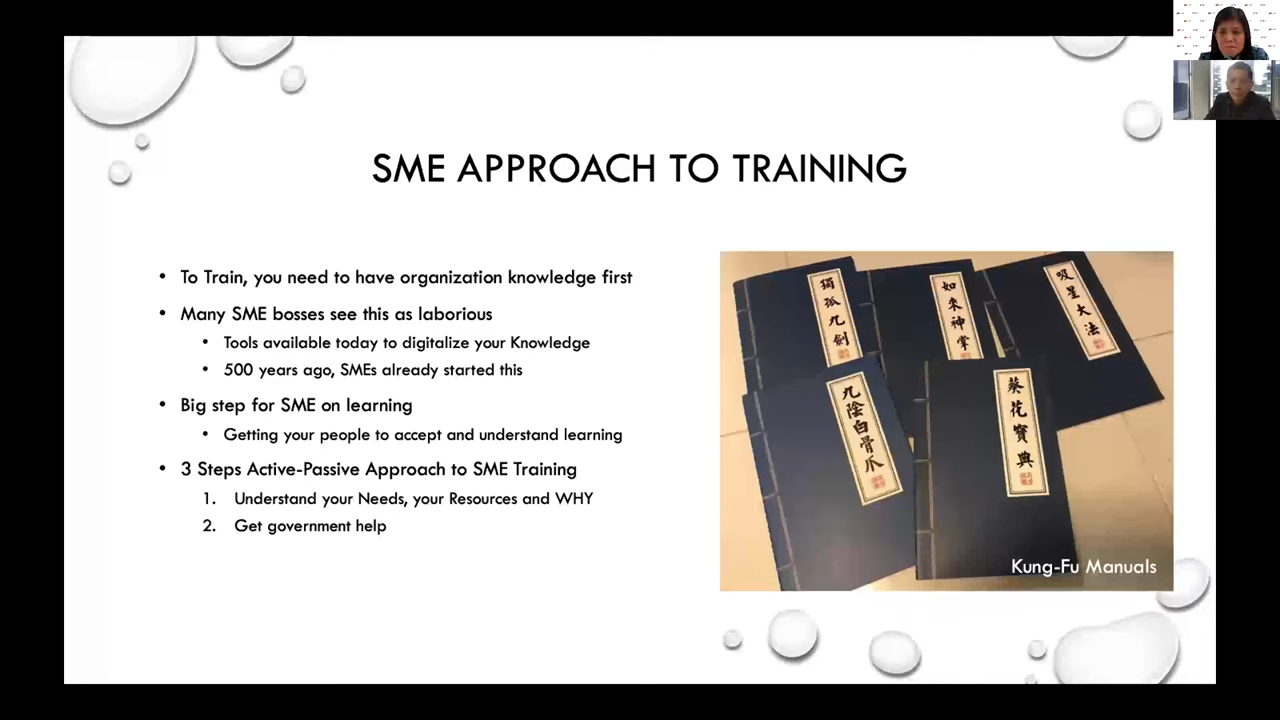 SME APPROACH TO TRAINING
• To Train, you need to have organization knowledge first
• Many SME bosses see this as laborious
• Tools available today to digitalize your Knowledge
• 500 years ago, SMEs already started this
• Big step for SME on learning
• Getting your people to accept and understand learning
• 3 Steps Active-Passive Approach to SME Training
1. Understand your Needs, your Resources and WHY
2. Get government help
獨孤九劍
如來神掌
吸星大法
九陰白骨爪
葵花寶典
Kung-Fu Manuals